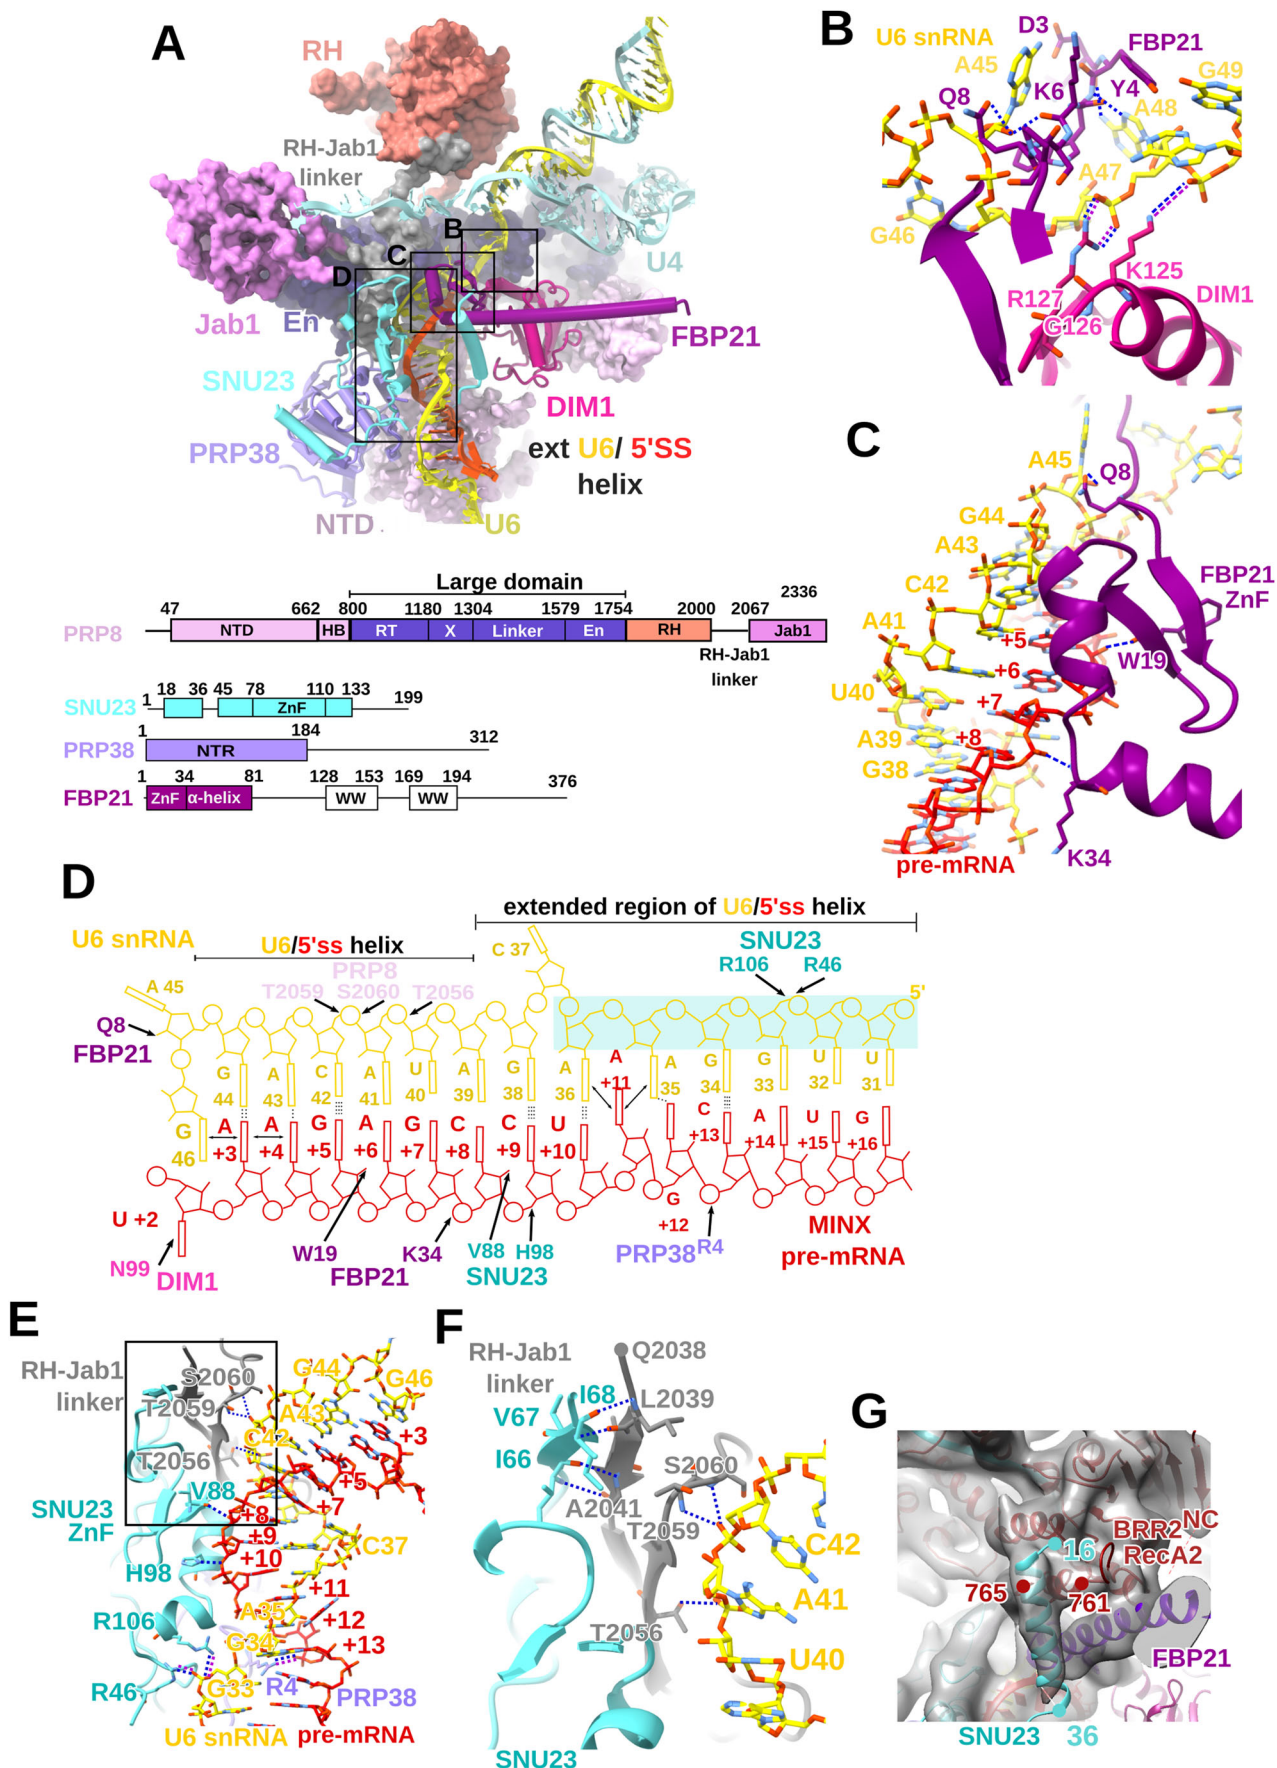 A
RH
RH-Jab1
linker
B
C
D
U4
Jab1
En
FBP21
SNU23
DIM1
PRP38
ext U6/ 5'SS
helix
NTD
U6
Large domain
47 662 800 1180 1304 1579 1754 2000 2067 2336
PRP8 NTD HB RT X Linker En RH Jab1
RH-Jab1
linker
1 18 36 45 78 110 133 199
SNU23 ZnF
1 184 312
PRP38 NTR
1 34 81 128 153 169 194 376
FBP21 ZnF α-helix WW WW
B
D3
U6 snRNA
FBP21
A45
G49
K6
Y4
Q8
A48
A47
G46
K125
R127
DIM1
G126
C
A45
Q8
G44
A43
FBP21
ZnF
C42
A41
+5
W19
+6
U40
+7
A39
+8
G38
K34
pre-mRNA
D
extended region of U6/5'ss helix
U6 snRNA
U6/5'ss helix
C 37
SNU23
R106 R46
PRP8
T2059 S2060 T2056
A 45
5'
Q8
FBP21
G A C A U A G A A A G G U U
44 43 42 41 40 39 38 36 +11 35 34 33 32 31
G
46
A A G A G C C U C A U G
+3 +4 +5 +6 +7 +8 +9 +10 +13 +14 +15 +16
U +2
G
+12
MINX
pre-mRNA
N99 DIM1
W19 K34
FBP21
V88 H98
SNU23
PRP38 R4
E
RH-Jab1
linker
S2060
G44
G46
T2059
A43
C42
+3
T2056
+5
V88
SNU23
ZnF
+8
+7
+9
C37
+10
H98
+11
A35
+12
R106
G34
+13
R46
G33
R4
PRP38
U6 snRNA
pre-mRNA
F
RH-Jab1
linker
Q2038
I68
L2039
V67
I66
S2060
A2041
T2059
C42
A41
T2056
U40
SNU23
G
BRR2NC
RecA2
16
765
761
FBP21
SNU23 36